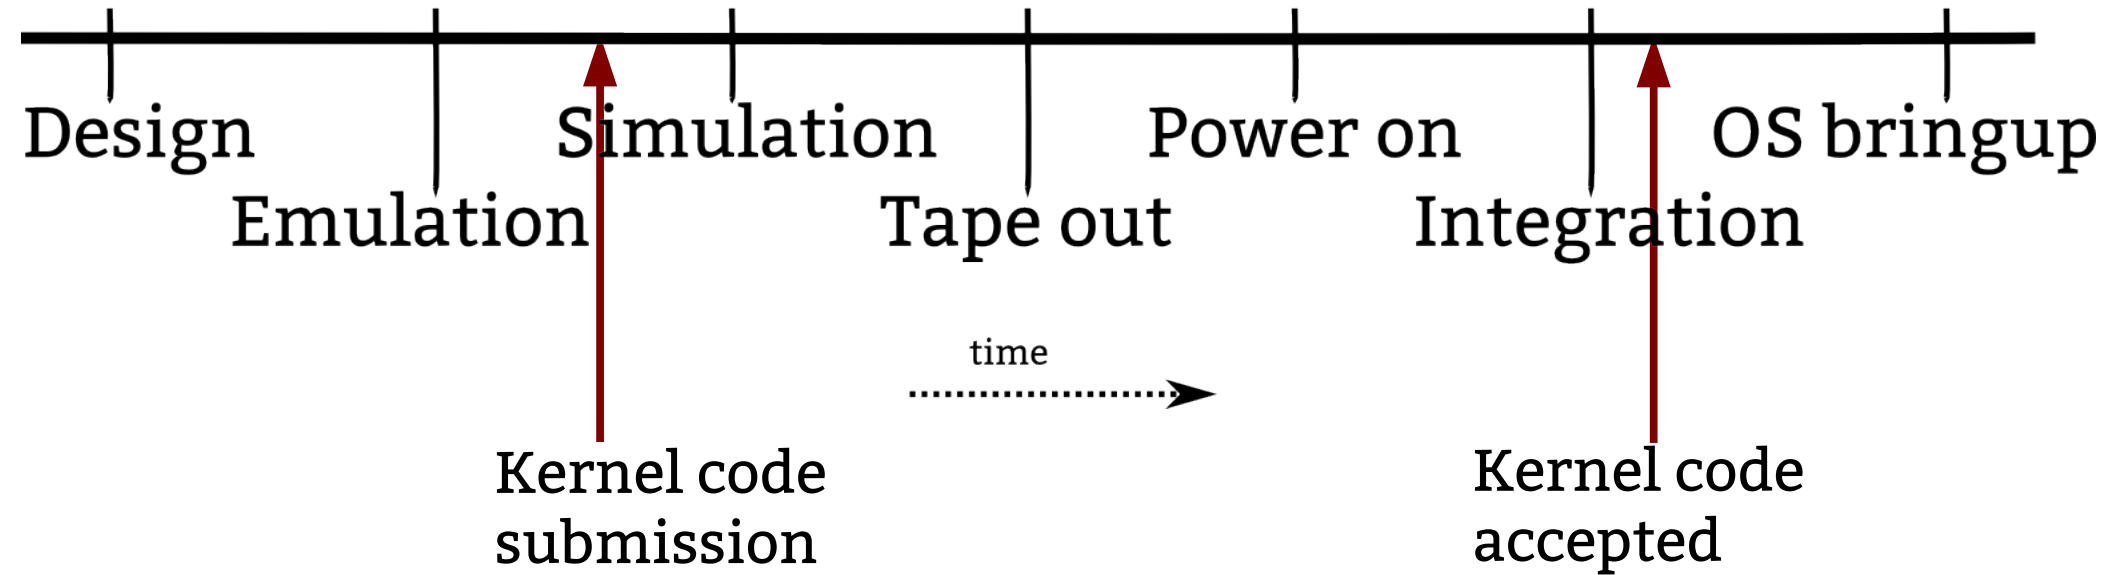 Design
Simulation
Power on
OS bringup
Emulation
Tape out
Integration
time
Kernel code
submission
Kernel code
accepted